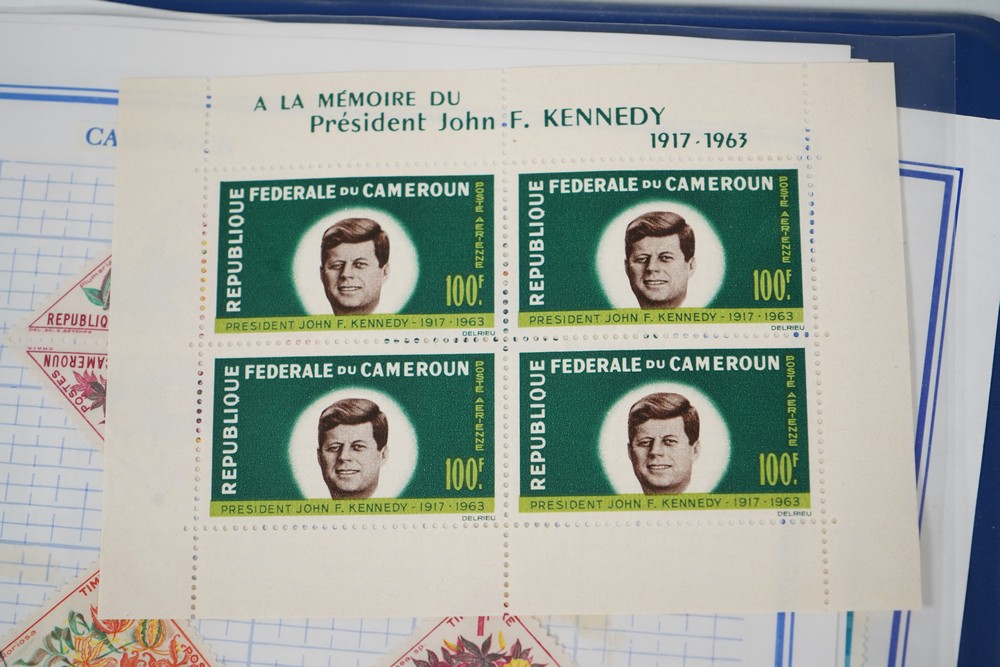 A LA MÉMOIRE DU
Président John F. KENNEDY
1917-1963
REPUBLIQUE FEDERALE DU CAMEROUN
POSTE AERIENNE
100F.
PRESIDENT JOHN F. KENNEDY - 1917-1963
DELRIEU
REPUBLIQUE FEDERALE DU CAMEROUN
POSTE AERIENNE
100F.
PRESIDENT JOHN F. KENNEDY - 1917-1963
DELRIEU
REPUBLIQUE FEDERALE DU CAMEROUN
POSTE AERIENNE
100F.
PRESIDENT JOHN F. KENNEDY - 1917-1963
DELRIEU
REPUBLIQUE FEDERALE DU CAMEROUN
POSTE AERIENNE
100F.
PRESIDENT JOHN F. KENNEDY - 1917-1963
DELRIEU
CA
REPUBLIQ
CAMEROUN
POSTES